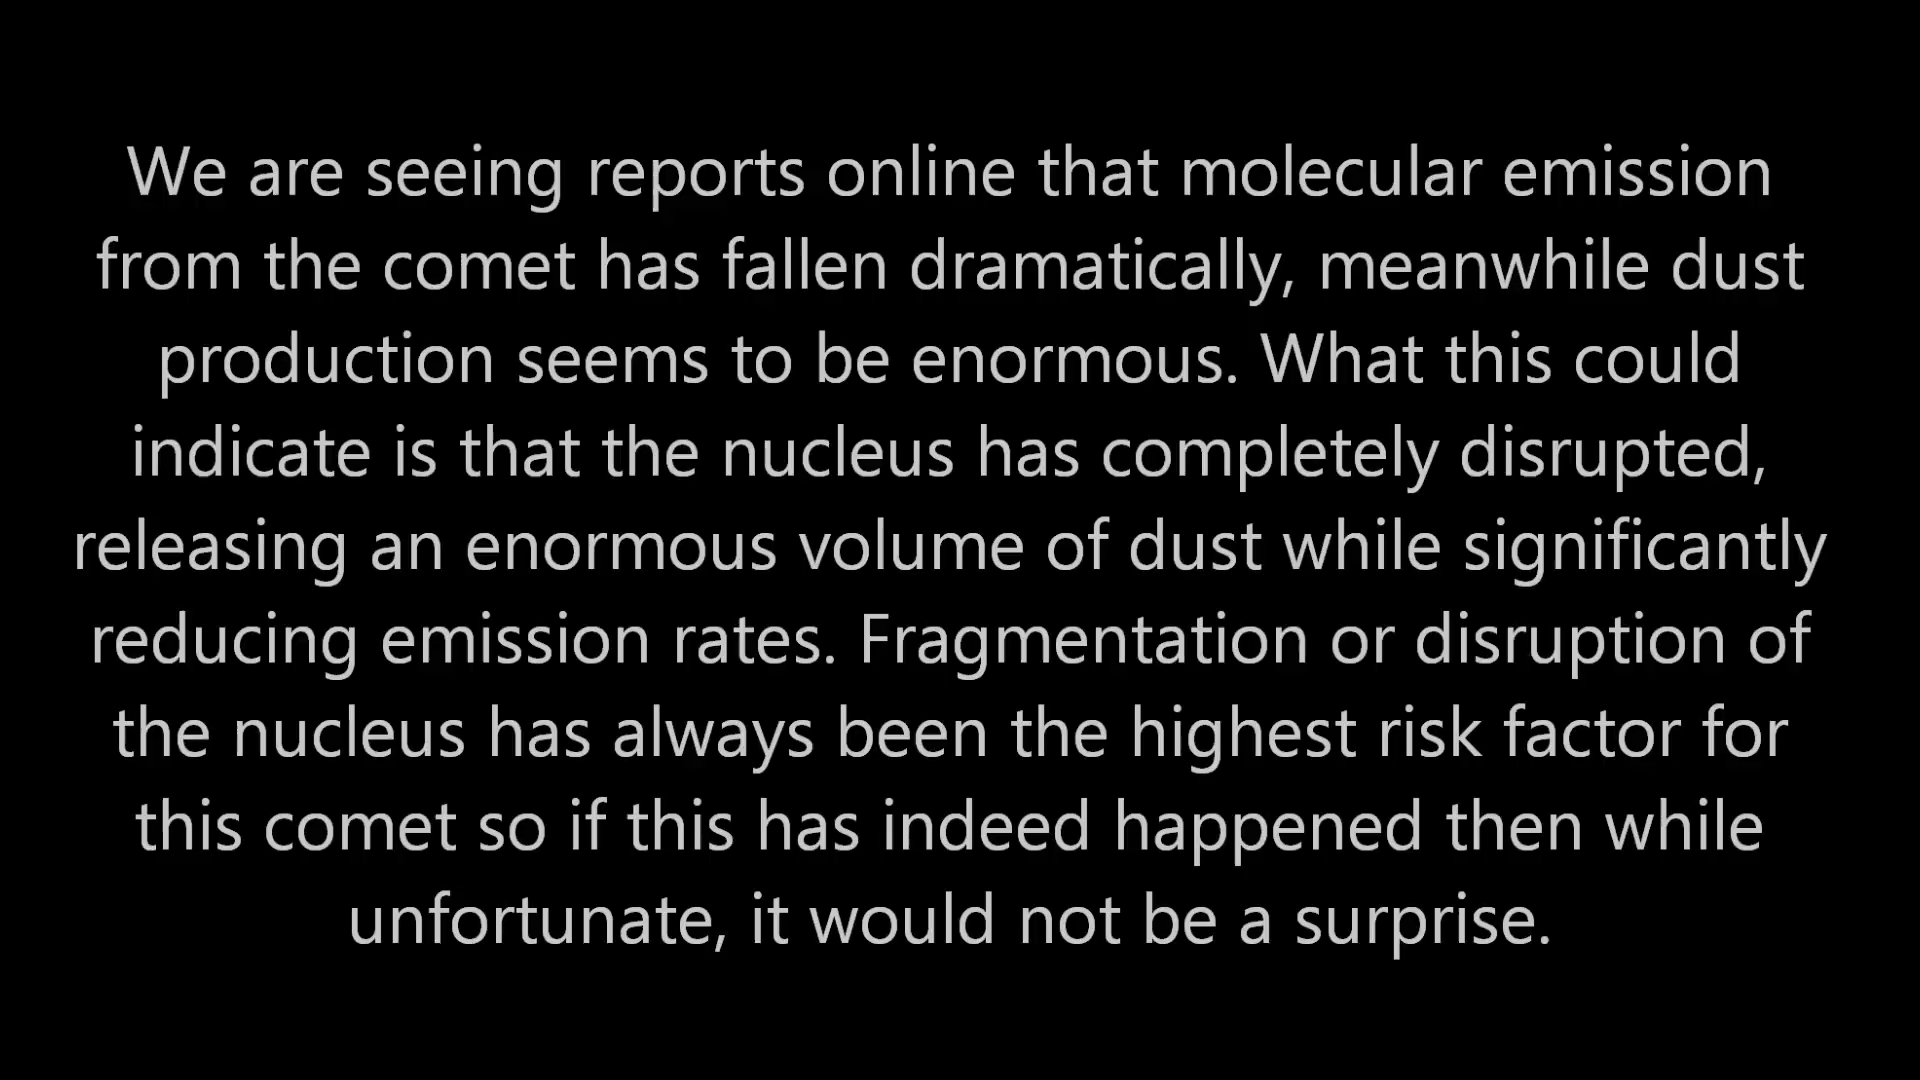 We are seeing reports online that molecular emission
from the comet has fallen dramatically, meanwhile dust
production seems to be enormous. What this could
indicate is that the nucleus has completely disrupted,
releasing an enormous volume of dust while significantly
reducing emission rates. Fragmentation or disruption of
the nucleus has always been the highest risk factor for
this comet so if this has indeed happened then while
unfortunate, it would not be a surprise.